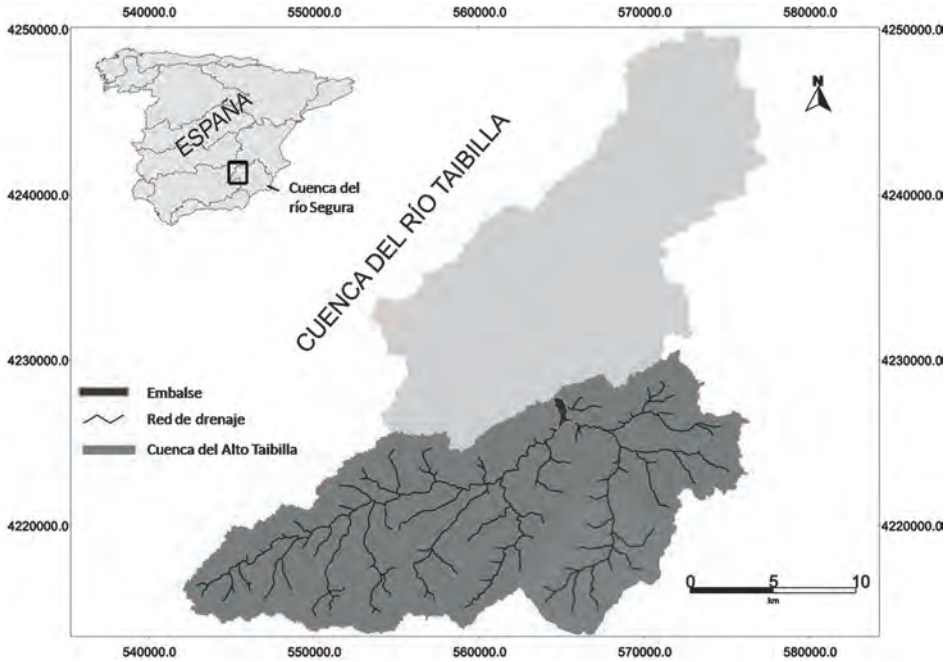 540000.0 550000.0 560000.0 570000.0 580000.0
4250000.0 4250000.0
N
ESPAÑA
CUENCA DEL RÍO TAIBILLA
4240000.0 4240000.0
Cuenca del
río Segura
4230000.0 4230000.0
Embalse
Red de drenaje
Cuenca del Alto Taibilla
4220000.0 4220000.0
0 5 10
km
540000.0 550000.0 560000.0 570000.0 580000.0